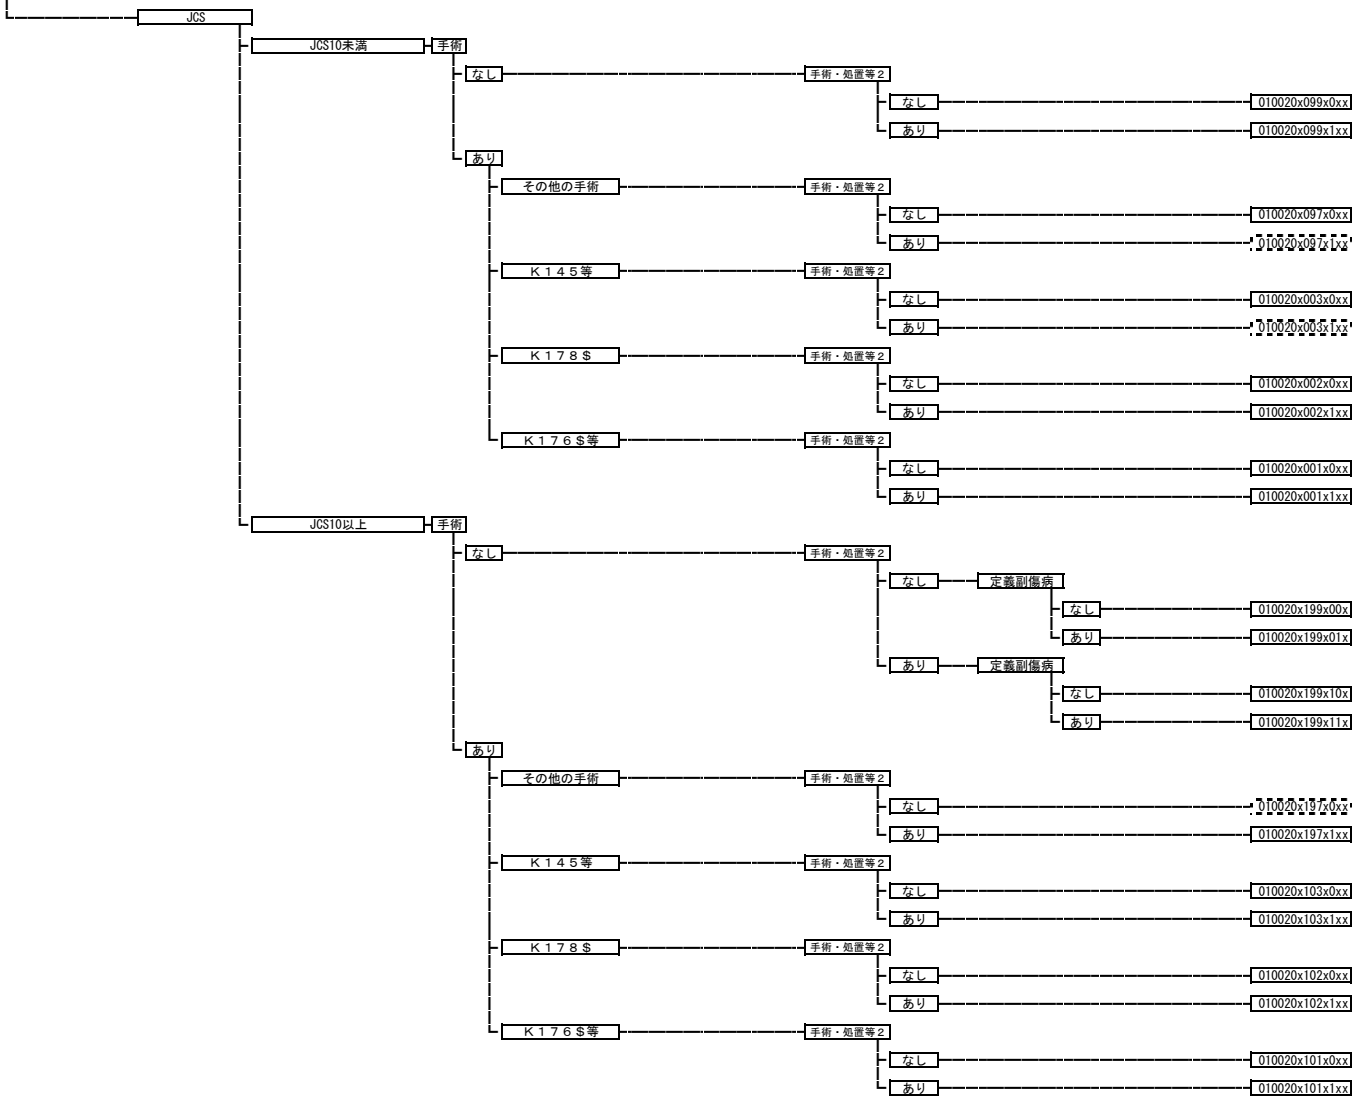 JCS
JCS10未満 手術
なし 手術・処置等２
なし 010020x099x0xx
あり 010020x099x1xx
あり
その他の手術 手術・処置等２
なし 010020x097x0xx
あり 010020x097x1xx
Ｋ１４５等 手術・処置等２
なし 010020x003x0xx
あり 010020x003x1xx
Ｋ１７８＄ 手術・処置等２
なし 010020x002x0xx
あり 010020x002x1xx
Ｋ１７６＄等 手術・処置等２
なし 010020x001x0xx
あり 010020x001x1xx
JCS10以上 手術
なし 手術・処置等２
なし 定義副傷病
なし 010020x199x00x
あり 010020x199x01x
あり 定義副傷病
なし 010020x199x10x
あり 010020x199x11x
あり
その他の手術 手術・処置等２
なし 010020x197x0xx
あり 010020x197x1xx
Ｋ１４５等 手術・処置等２
なし 010020x103x0xx
あり 010020x103x1xx
Ｋ１７８＄ 手術・処置等２
なし 010020x102x0xx
あり 010020x102x1xx
Ｋ１７６＄等 手術・処置等２
なし 010020x101x0xx
あり 010020x101x1xx